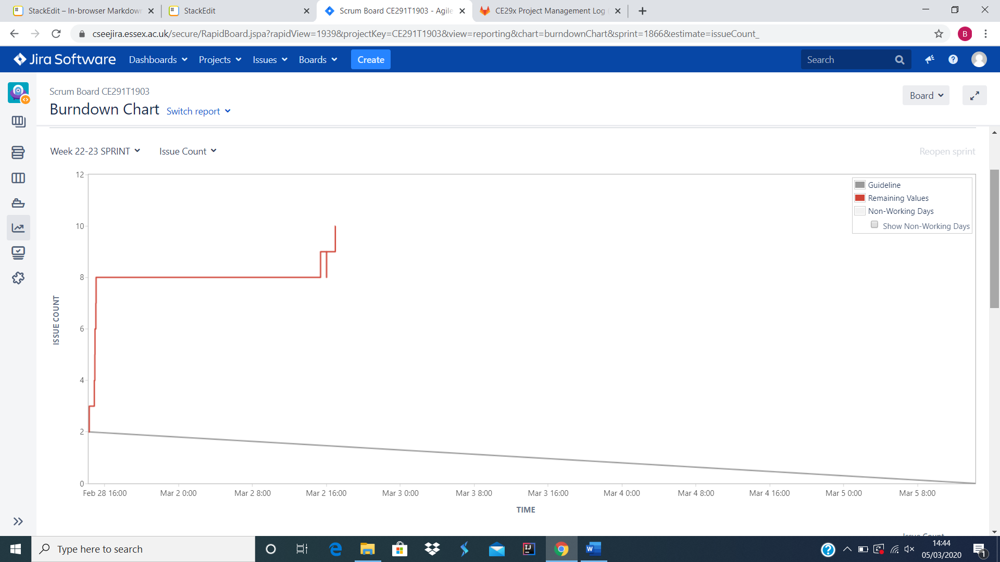 StackEdit – In-browser Markdown
StackEdit
Scrum Board CE291T1903 - Agile
CE29x Project Management Log
cseejira.essex.ac.uk/secure/RapidBoard.jspa?rapidView=1939&projectKey=CE291T1903&view=reporting&chart=burndownChart&sprint=1866&estimate=issueCount_
B
Jira Software
Dashboards
Projects
Issues
Boards
Create
Search
Scrum Board CE291T1903
Burndown Chart
Switch report
Board
Week 22-23 SPRINT
Issue Count
Reopen sprint
12
10
8
6
4
2
0
ISSUE COUNT
Guideline
Remaining Values
Non-Working Days
Show Non-Working Days
Feb 28 16:00
Mar 2 0:00
Mar 2 8:00
Mar 2 16:00
Mar 3 0:00
Mar 3 8:00
Mar 3 16:00
Mar 4 0:00
Mar 4 8:00
Mar 4 16:00
Mar 5 0:00
Mar 5 8:00
TIME
Issue Count
Type here to search
14:44
05/03/2020
1